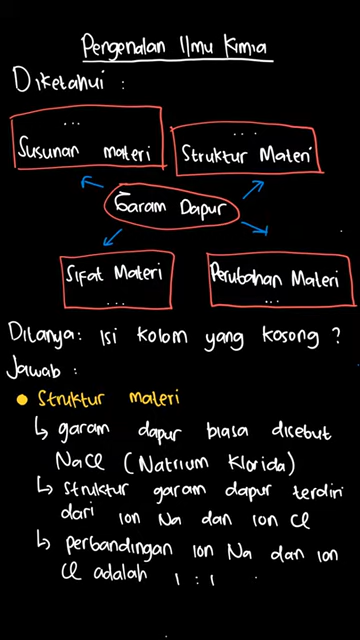 Pengenalan Ilmu Kimia
Diketahui :
...
Susunan materi
...
Struktur Materi
Garam Dapur
Sifat Materi
...
Perubahan Materi
...
Ditanya: Isi kolom yang kosong ?
Jawab :
• Struktur materi
↳ garam dapur biasa disebut
NaCl (Natrium Klorida)
↳ struktur garam dapur terdiri
dari ion Na dan ion Cl
↳ perbandingan ion Na dan ion
Cl adalah 1 : 1